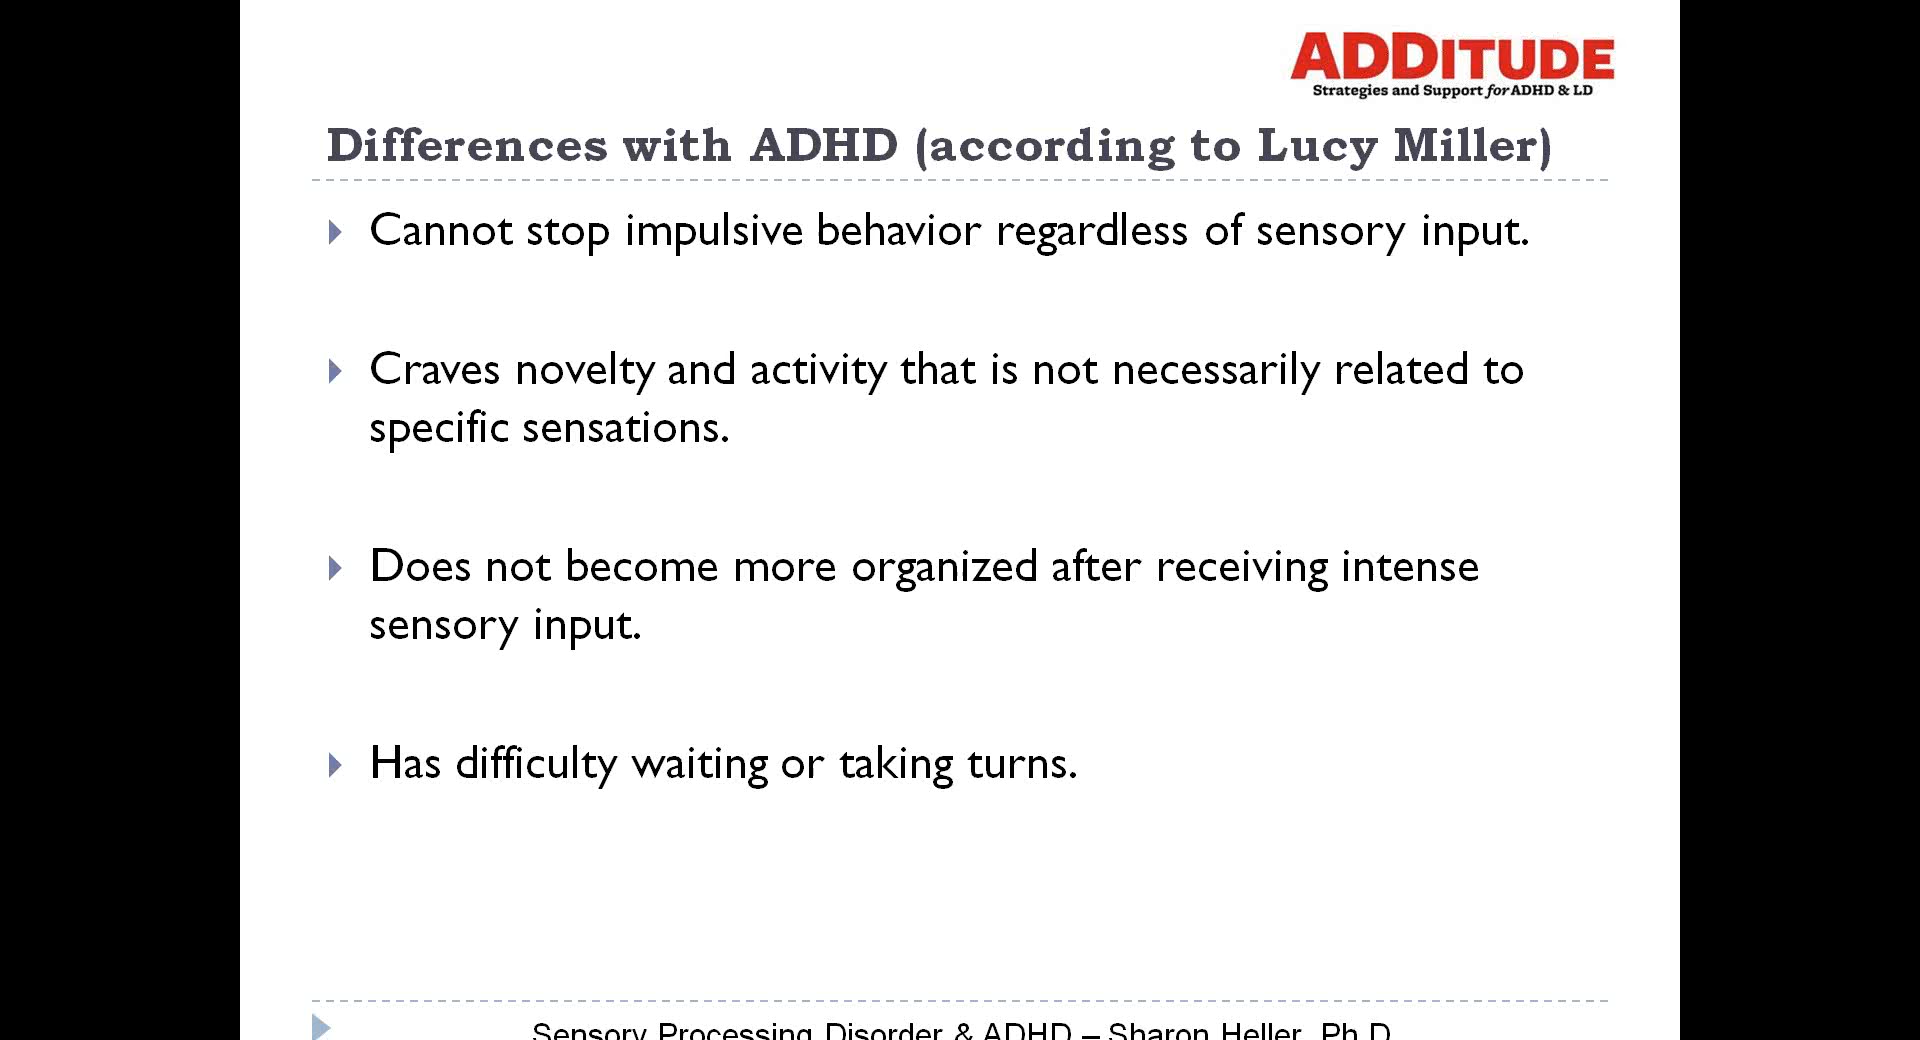 ADDITUDE
Strategies and Support for ADHD & LD
Differences with ADHD (according to Lucy Miller)
Cannot stop impulsive behavior regardless of sensory input.
Craves novelty and activity that is not necessarily related to
specific sensations.
Does not become more organized after receiving intense
sensory input.
Has difficulty waiting or taking turns.
Sensory Processing Disorder & ADHD – Sharon Heller, Ph.D.